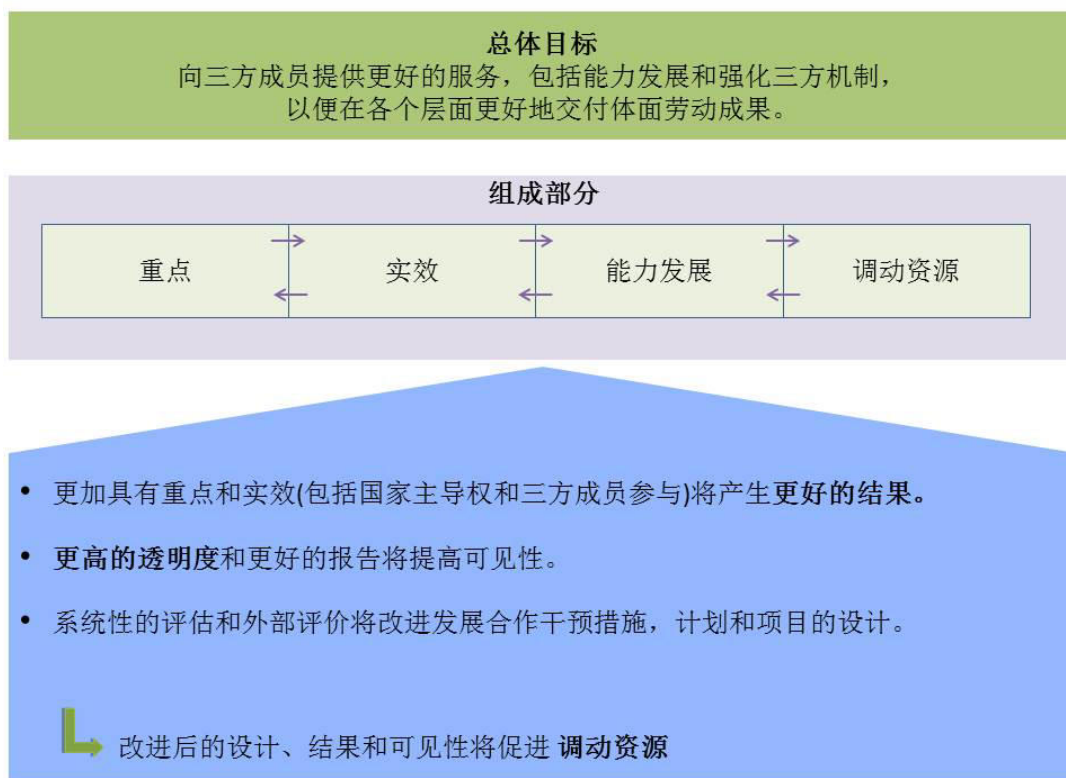 总体目标
向三方成员提供更好的服务，包括能力发展和强化三方机制，
以便在各个层面更好地交付体面劳动成果。
组成部分
重点
实效
能力发展
调动资源
• 更加具有重点和实效(包括国家主导权和三方成员参与)将产生更好的结果。
• 更高的透明度和更好的报告将提高可见性。
• 系统性的评估和外部评价将改进发展合作干预措施，计划和项目的设计。
改进后的设计、结果和可见性将促进 调动资源